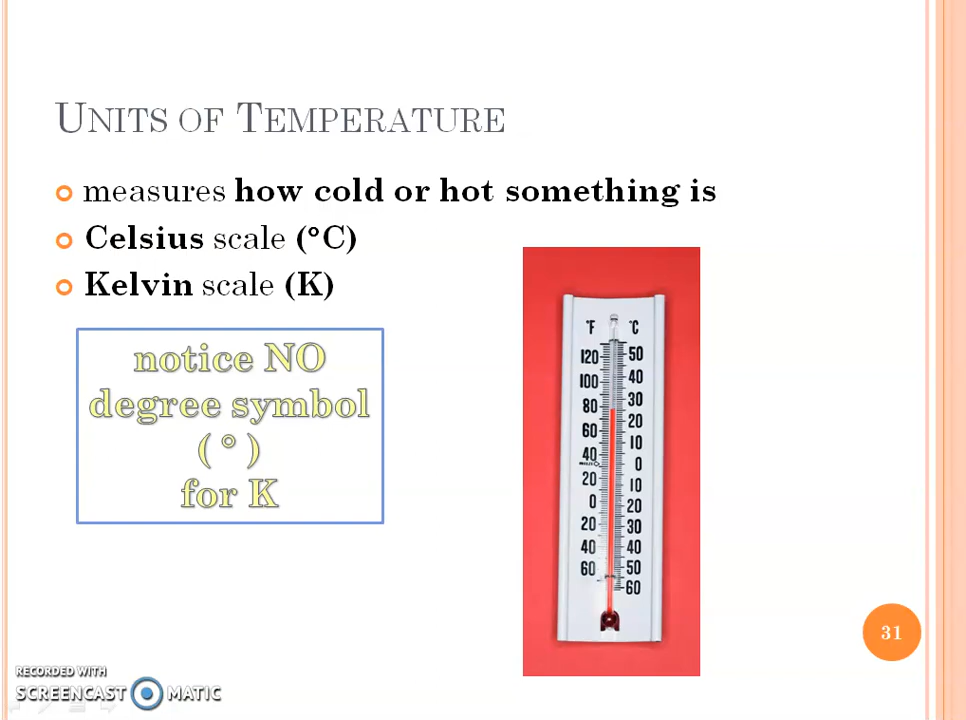 Units of Temperature
measures how cold or hot something is
Celsius scale (°C)
Kelvin scale (K)
notice NO
degree symbol
( ° )
for K
°F °C
120 50
100 40
80 30
60 20
40 10
20 0
0 10
20 20
40 30
60 40
50
60
31
RECORDED WITH
SCREENCAST MATIC